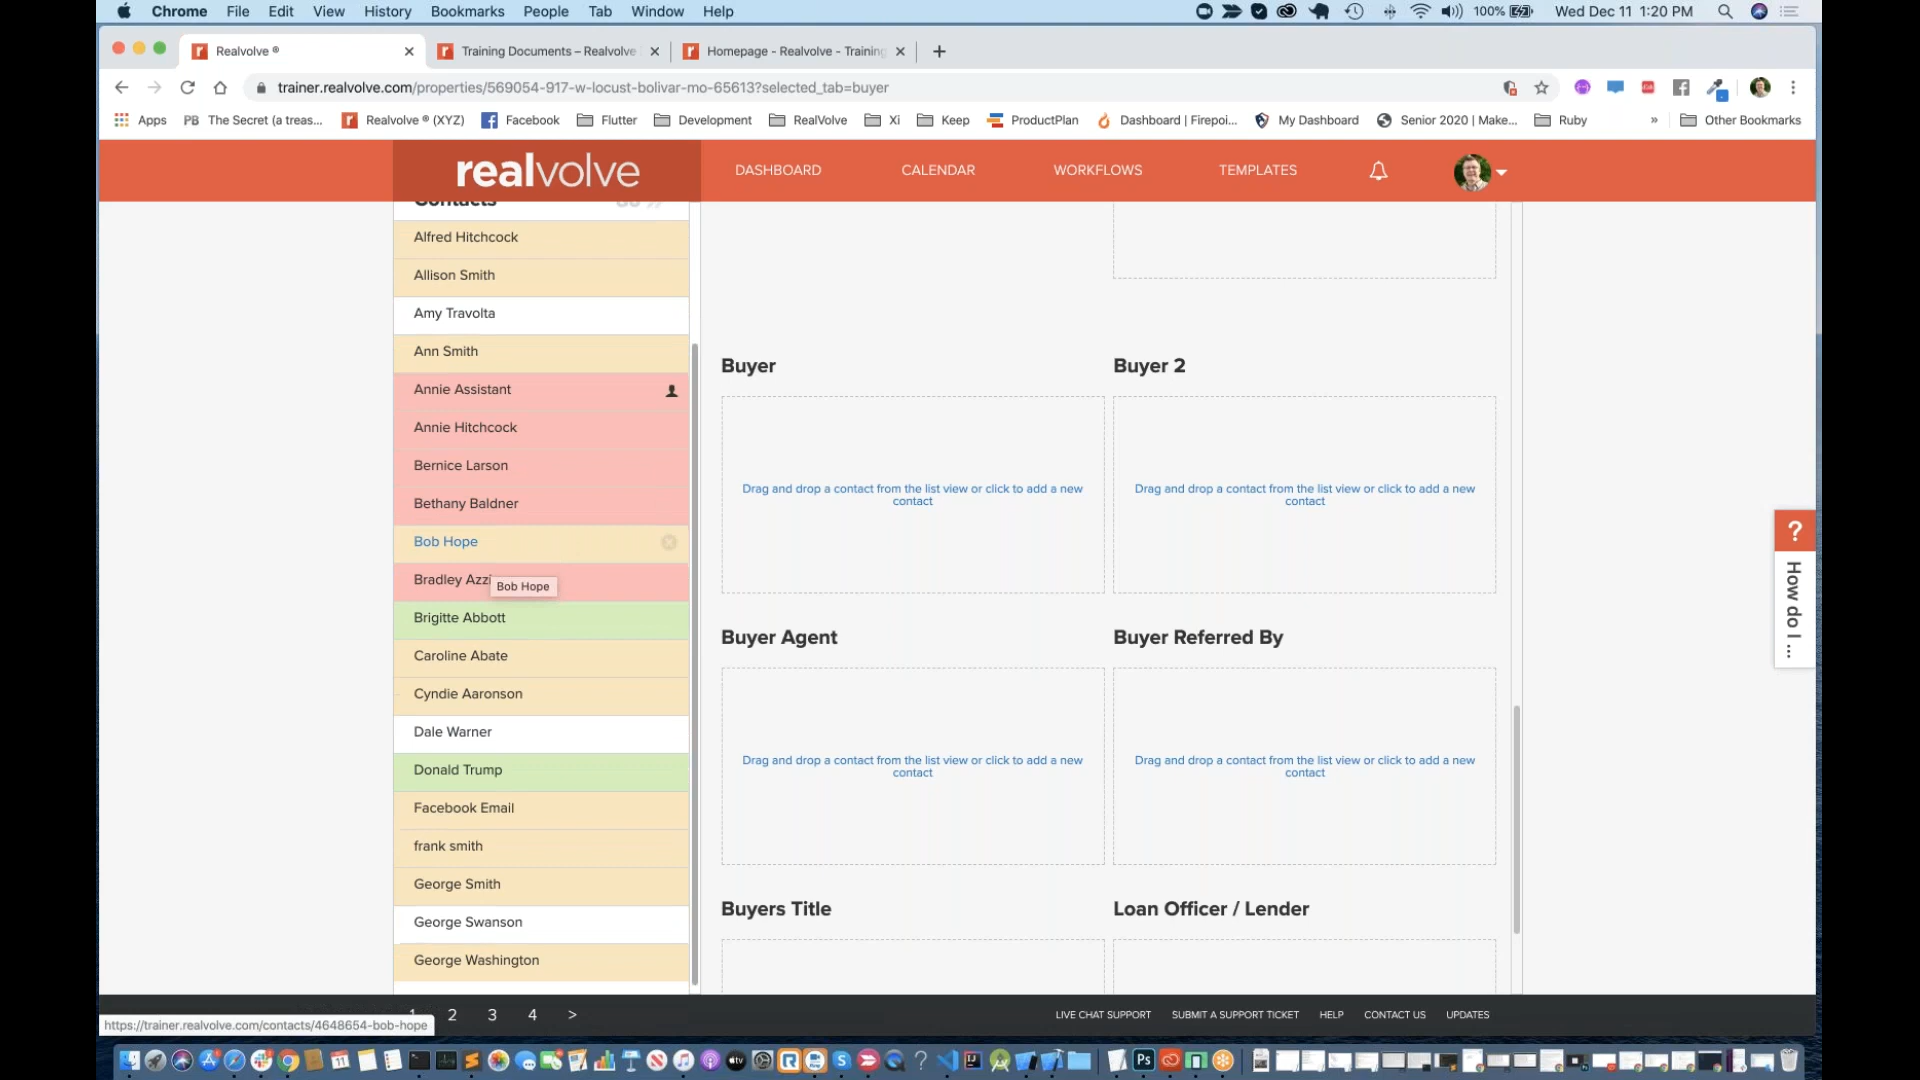 Chrome File Edit View History Bookmarks People Tab Window Help 100% Wed Dec 11 1:20 PM
Realvolve ® Training Documents – Realvolve Homepage - Realvolve - Training
trainer.realvolve.com/properties/569054-917-w-locust-bolivar-mo-65613?selected_tab=buyer
Apps PB The Secret (a treas... Realvolve ® (XYZ) Facebook Flutter Development RealVolve Xi Keep ProductPlan Dashboard | Firepoi... My Dashboard Senior 2020 | Make... Ruby » Other Bookmarks
realvolve DASHBOARD CALENDAR WORKFLOWS TEMPLATES
Contacts
Alfred Hitchcock
Allison Smith
Amy Travolta
Ann Smith
Annie Assistant
Annie Hitchcock
Bernice Larson
Bethany Baldner
Bob Hope
Bradley Azzi
Bob Hope
Brigitte Abbott
Caroline Abate
Cyndie Aaronson
Dale Warner
Donald Trump
Facebook Email
frank smith
George Smith
George Swanson
George Washington
Buyer
Drag and drop a contact from the list view or click to add a new
contact
Buyer 2
Drag and drop a contact from the list view or click to add a new
contact
Buyer Agent
Drag and drop a contact from the list view or click to add a new
contact
Buyer Referred By
Drag and drop a contact from the list view or click to add a new
contact
Buyers Title
Loan Officer / Lender
?
How do I ...
1 2 3 4 >
LIVE CHAT SUPPORT SUBMIT A SUPPORT TICKET HELP CONTACT US UPDATES
https://trainer.realvolve.com/contacts/4648654-bob-hope